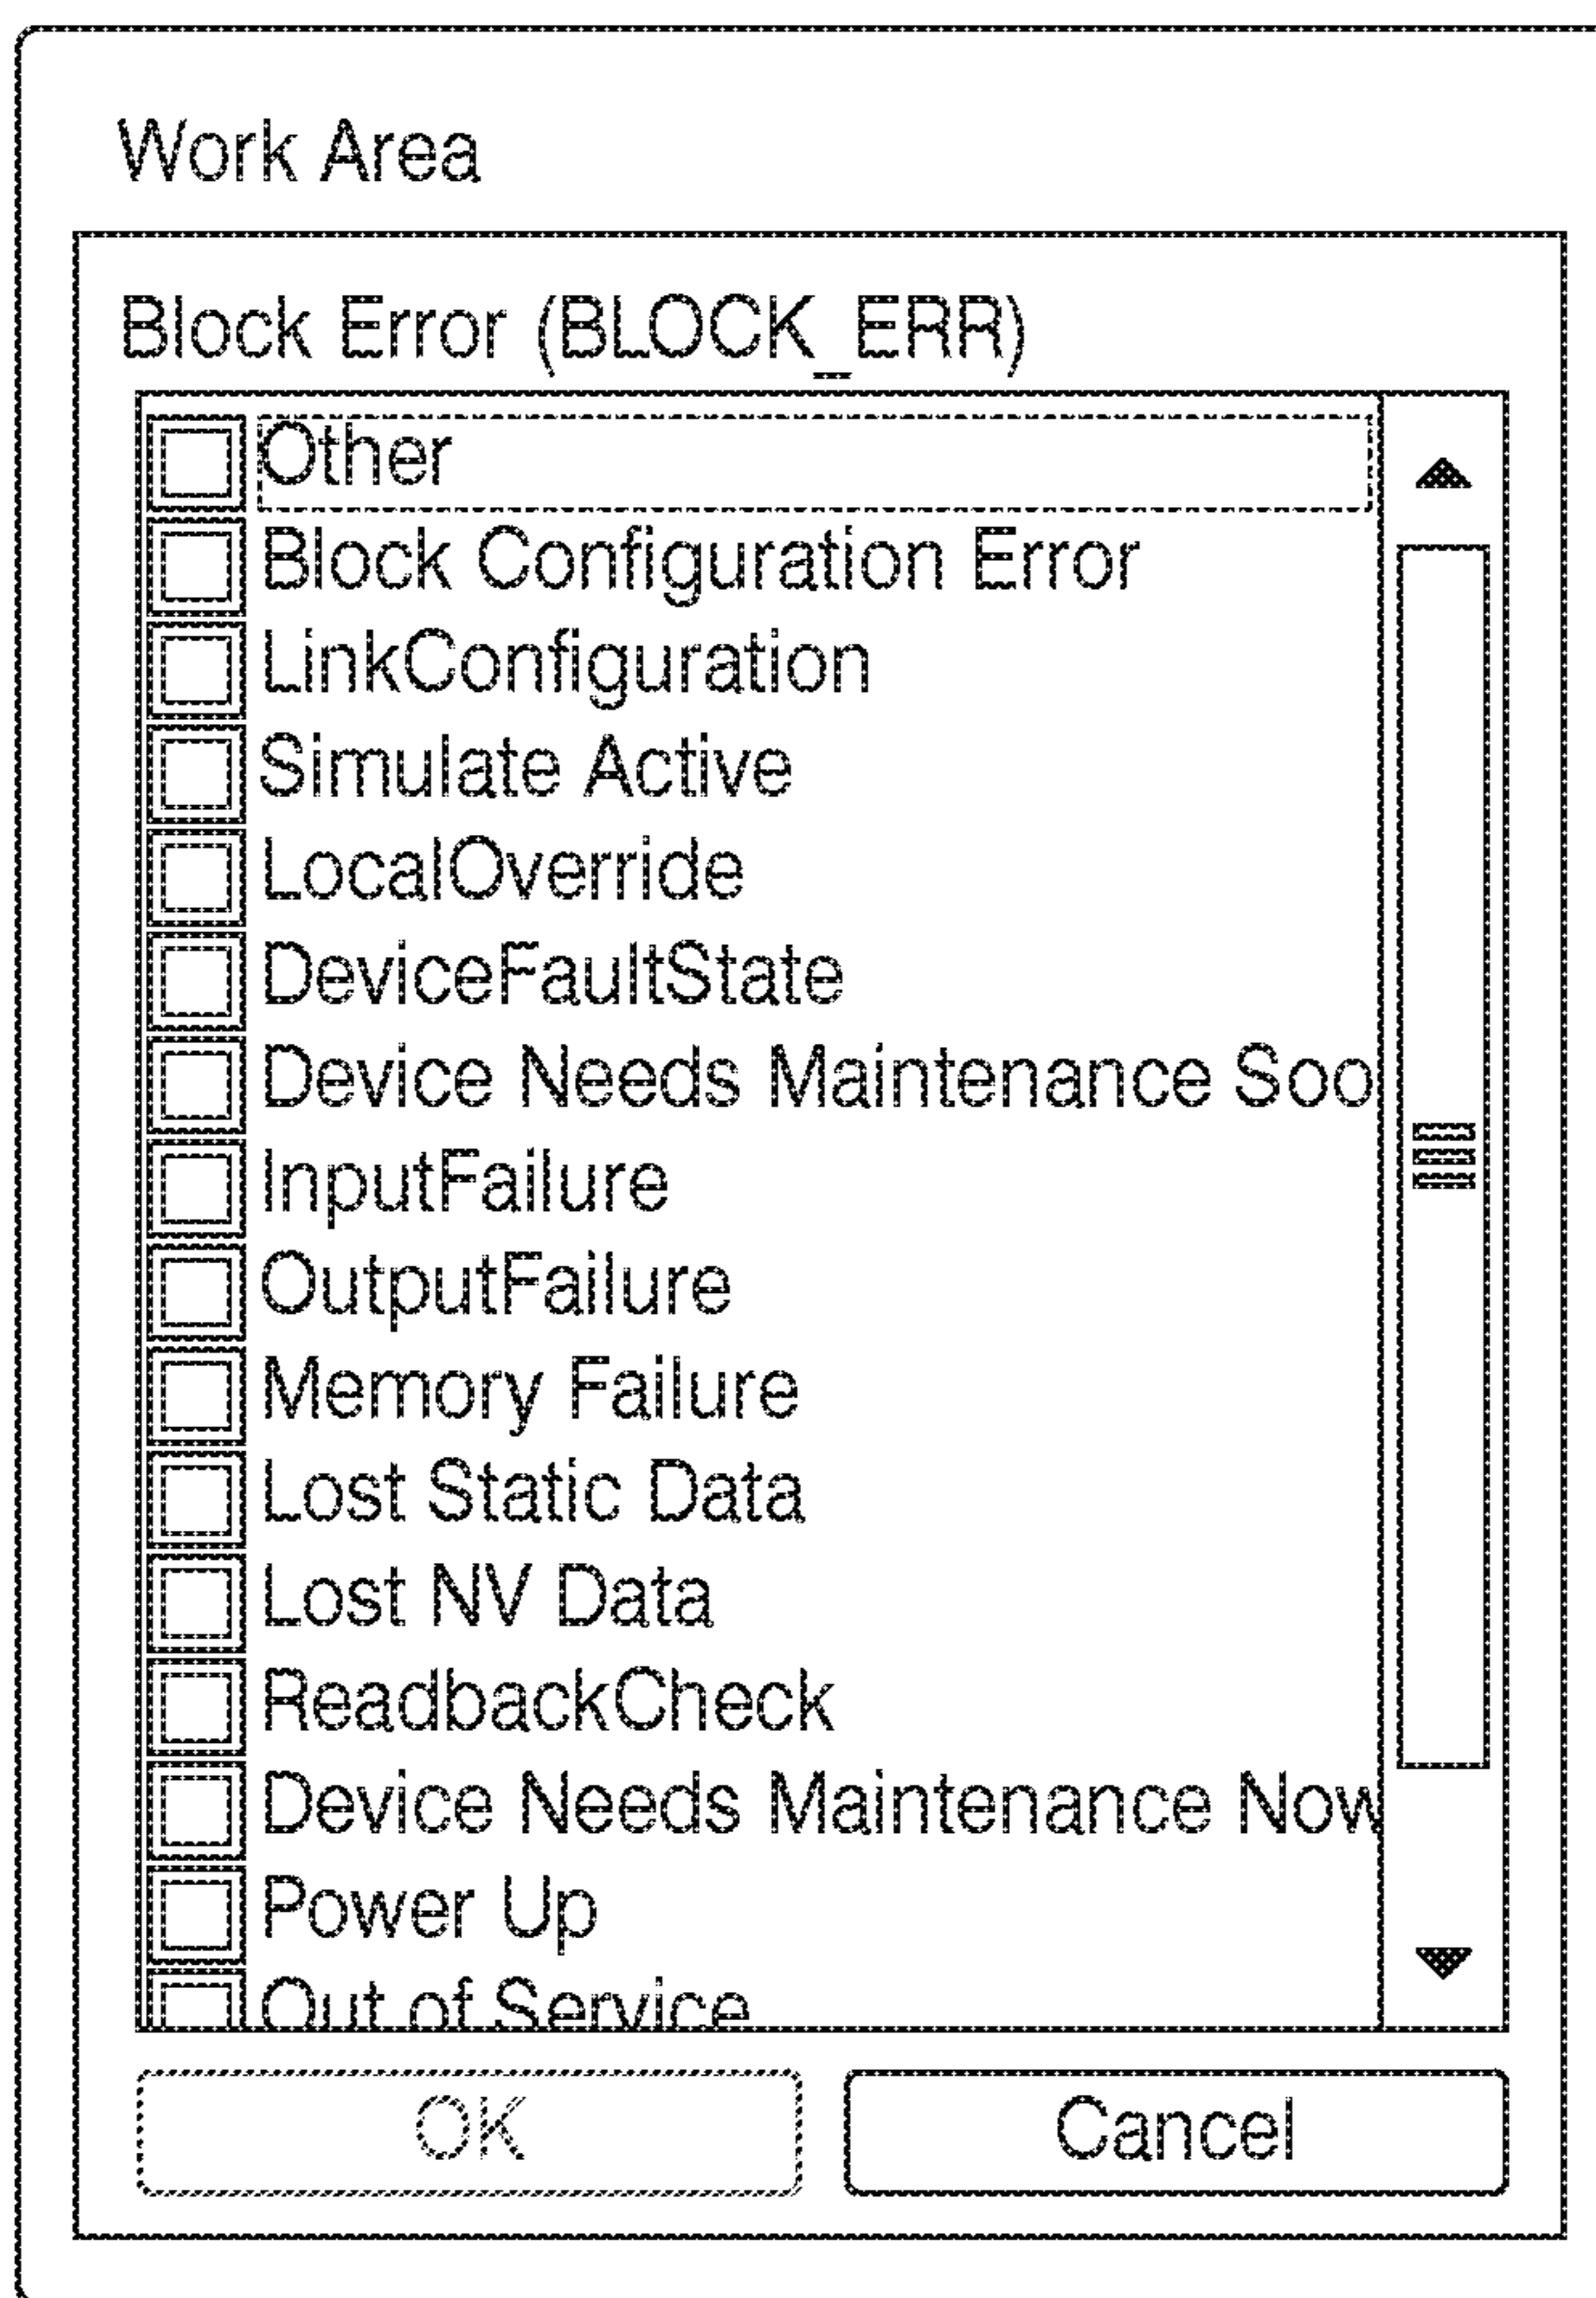 Work Area
Block Error (BLOCK_ERR)
Other
Block Configuration Error
LinkConfiguration
Simulate Active
LocalOverride
DeviceFaultState
Device Needs Maintenance Soo
InputFailure
OutputFailure
Memory Failure
Lost Static Data
Lost NV Data
ReadbackCheck
Device Needs Maintenance Now
Power Up
Out of Service
OK
Cancel